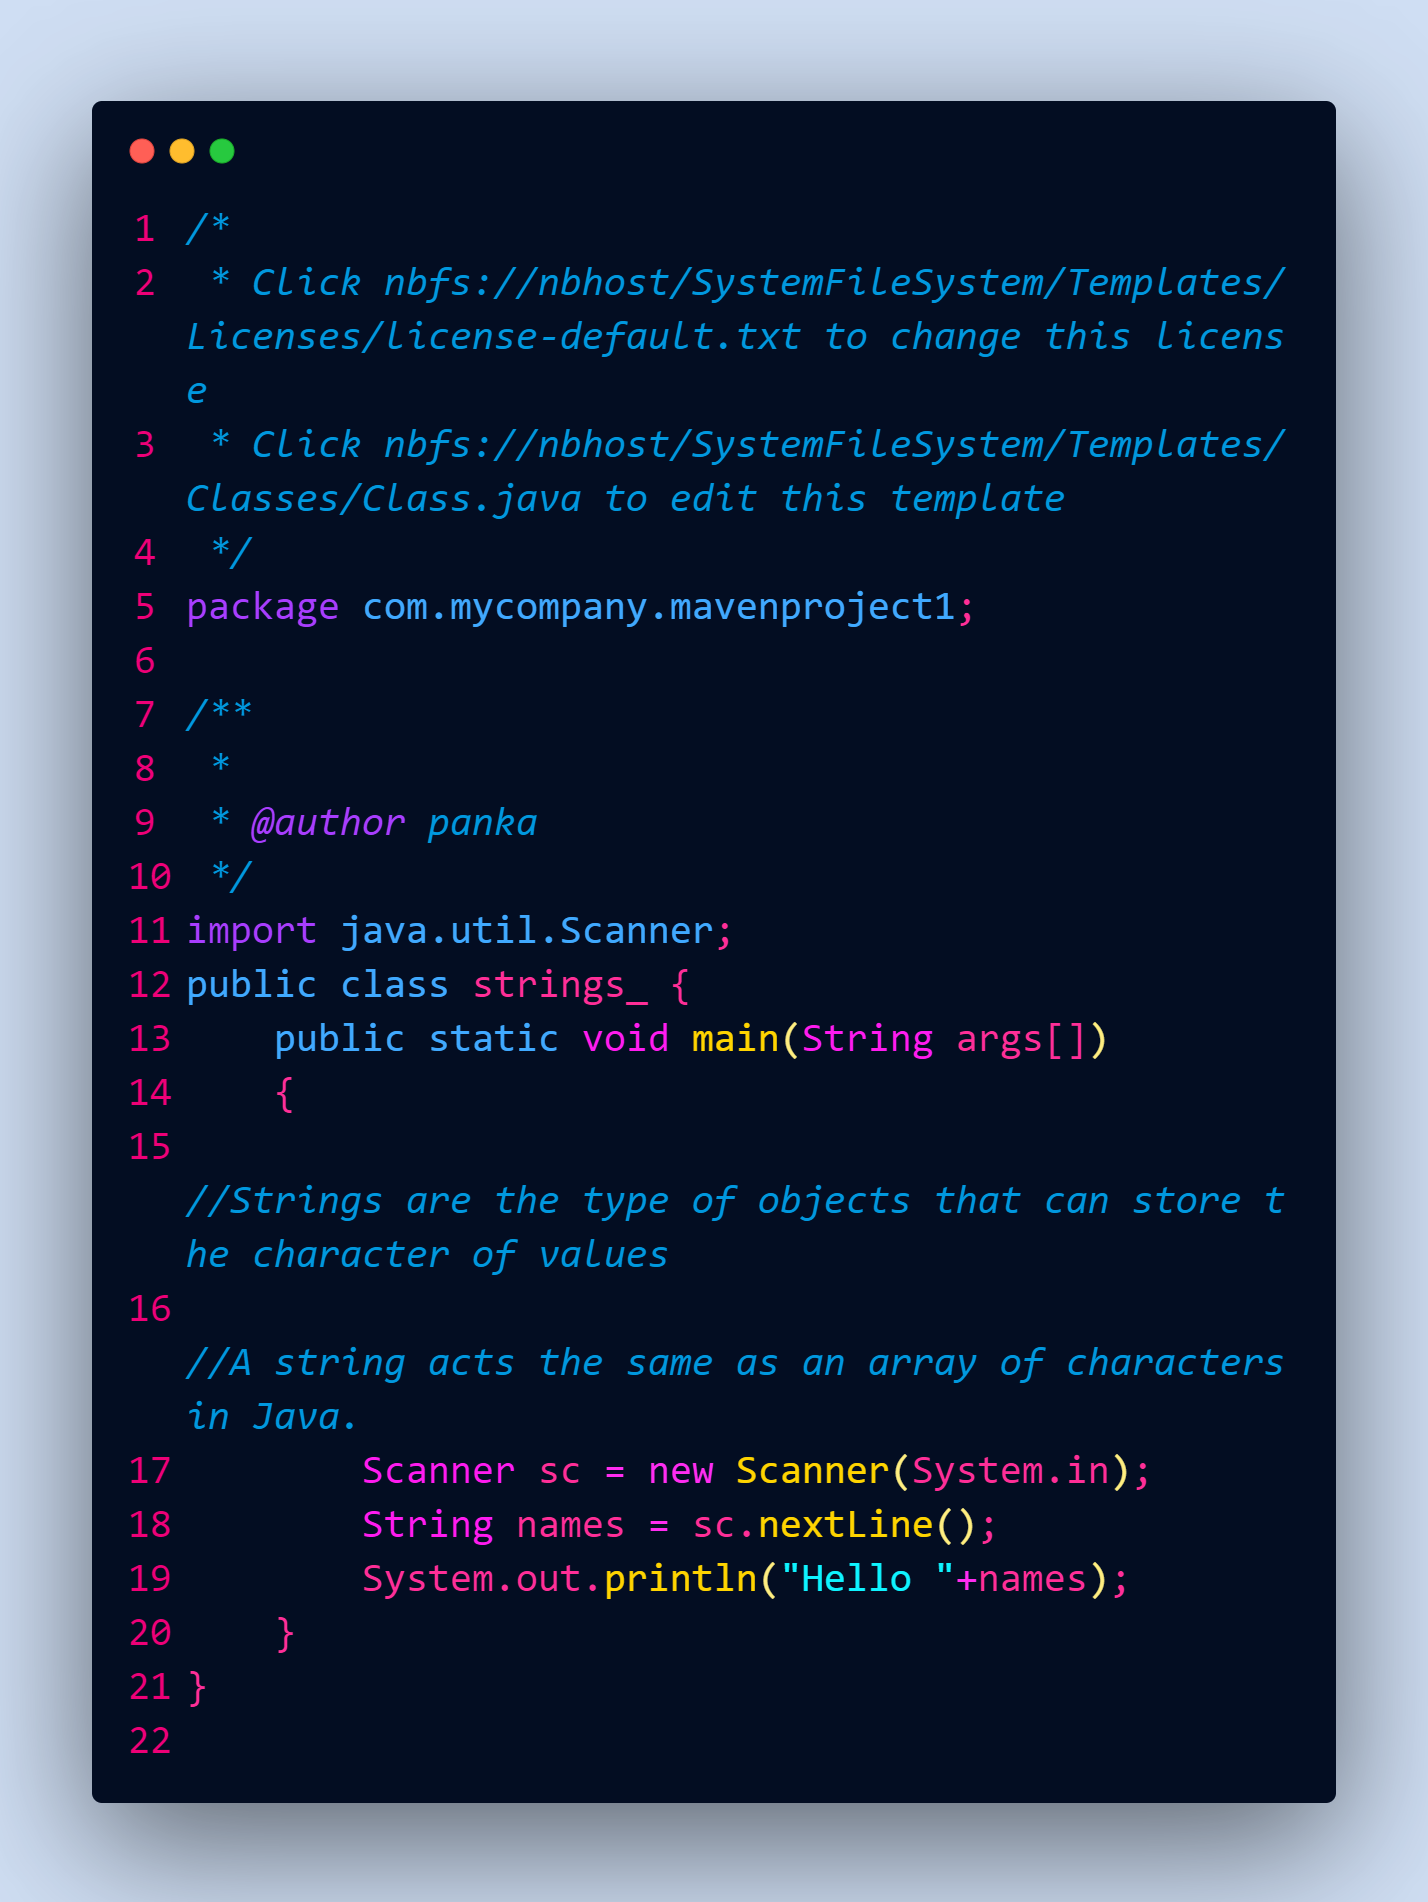 1 /*
2  * Click nbfs://nbhost/SystemFileSystem/Templates/
Licenses/license-default.txt to change this licens
e
3  * Click nbfs://nbhost/SystemFileSystem/Templates/
Classes/Class.java to edit this template
4  */
5 package com.mycompany.mavenproject1;
6
7 /**
8  *
9  * @author panka
10  */
11 import java.util.Scanner;
12 public class strings_ {
13     public static void main(String args[])
14     {
15
//Strings are the type of objects that can store t
he character of values
16
//A string acts the same as an array of characters
in Java.
17         Scanner sc = new Scanner(System.in);
18         String names = sc.nextLine();
19         System.out.println("Hello "+names);
20     }
21 }
22